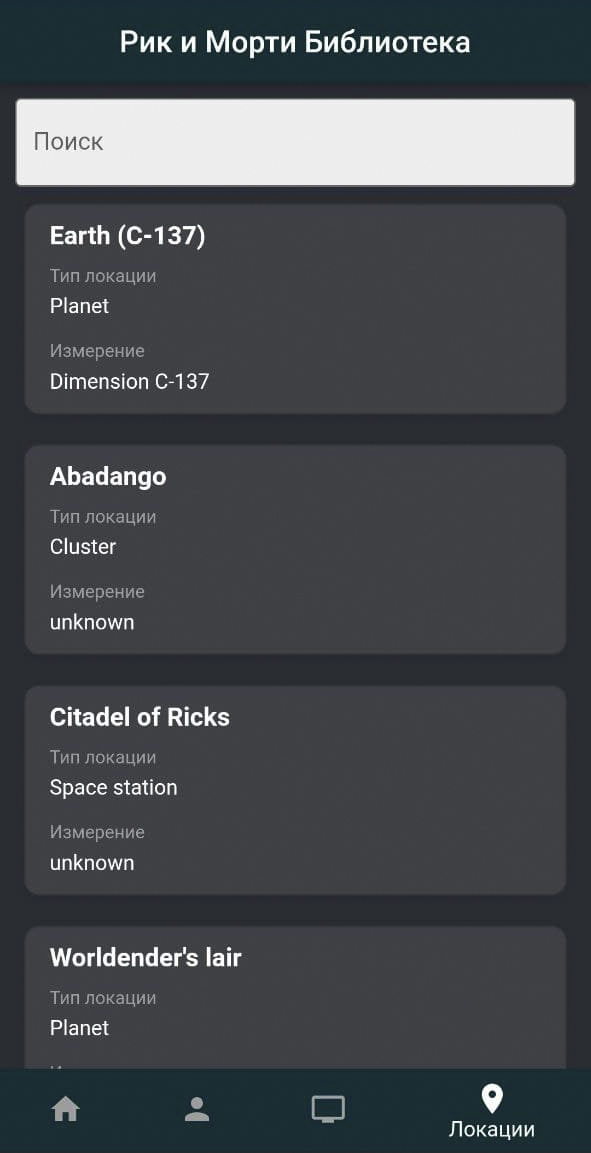 Рик и Морти Библиотека
Поиск
Earth (C-137)
Тип локации
Planet
Измерение
Dimension C-137
Abadango
Тип локации
Cluster
Измерение
unknown
Citadel of Ricks
Тип локации
Space station
Измерение
unknown
Worldender's lair
Тип локации
Planet
Локации